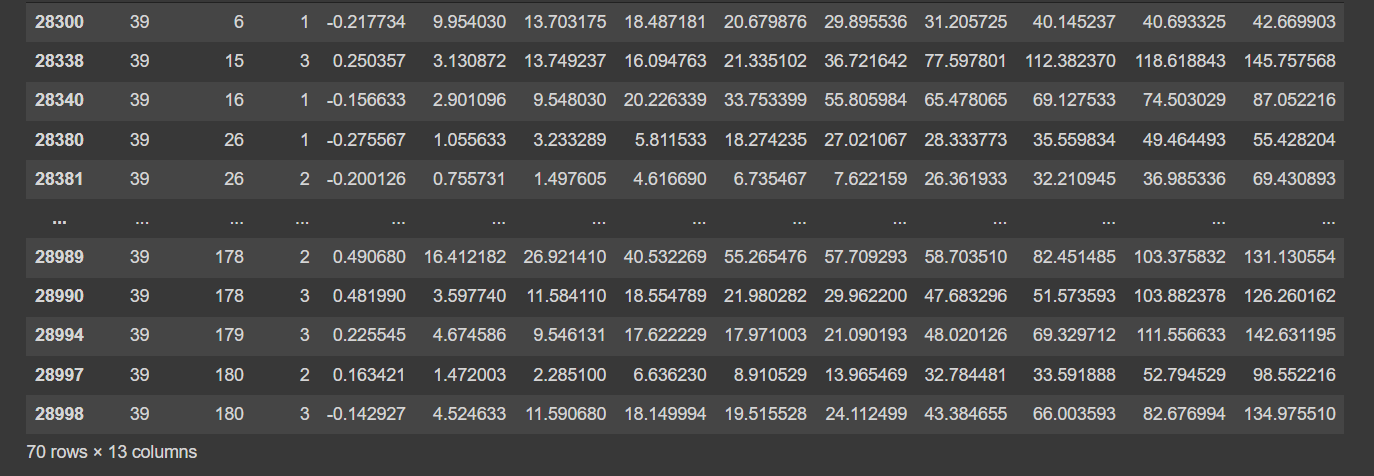 28300 39 6 1 -0.217734 9.954030 13.703175 18.487181 20.679876 29.895536 31.205725 40.145237 40.693325 42.669903
28338 39 15 3 0.250357 3.130872 13.749237 16.094763 21.335102 36.721642 77.597801 112.382370 118.618843 145.757568
28340 39 16 1 -0.156633 2.901096 9.548030 20.226339 33.753399 55.805984 65.478065 69.127533 74.503029 87.052216
28380 39 26 1 -0.275567 1.055633 3.233289 5.811533 18.274235 27.021067 28.333773 35.559834 49.464493 55.428204
28381 39 26 2 -0.200126 0.755731 1.497605 4.616690 6.735467 7.622159 26.361933 32.210945 36.985336 69.430893
... ... ... ... ... ... ... ... ... ... ... ... ... ...
28989 39 178 2 0.490680 16.412182 26.921410 40.532269 55.265476 57.709293 58.703510 82.451485 103.375832 131.130554
28990 39 178 3 0.481990 3.597740 11.584110 18.554789 21.980282 29.962200 47.683296 51.573593 103.882378 126.260162
28994 39 179 3 0.225545 4.674586 9.546131 17.622229 17.971003 21.090193 48.020126 69.329712 111.556633 142.631195
28997 39 180 2 0.163421 1.472003 2.285100 6.636230 8.910529 13.965469 32.784481 33.591888 52.794529 98.552216
28998 39 180 3 -0.142927 4.524633 11.590680 18.149994 19.515528 24.112499 43.384655 66.003593 82.676994 134.975510
70 rows × 13 columns